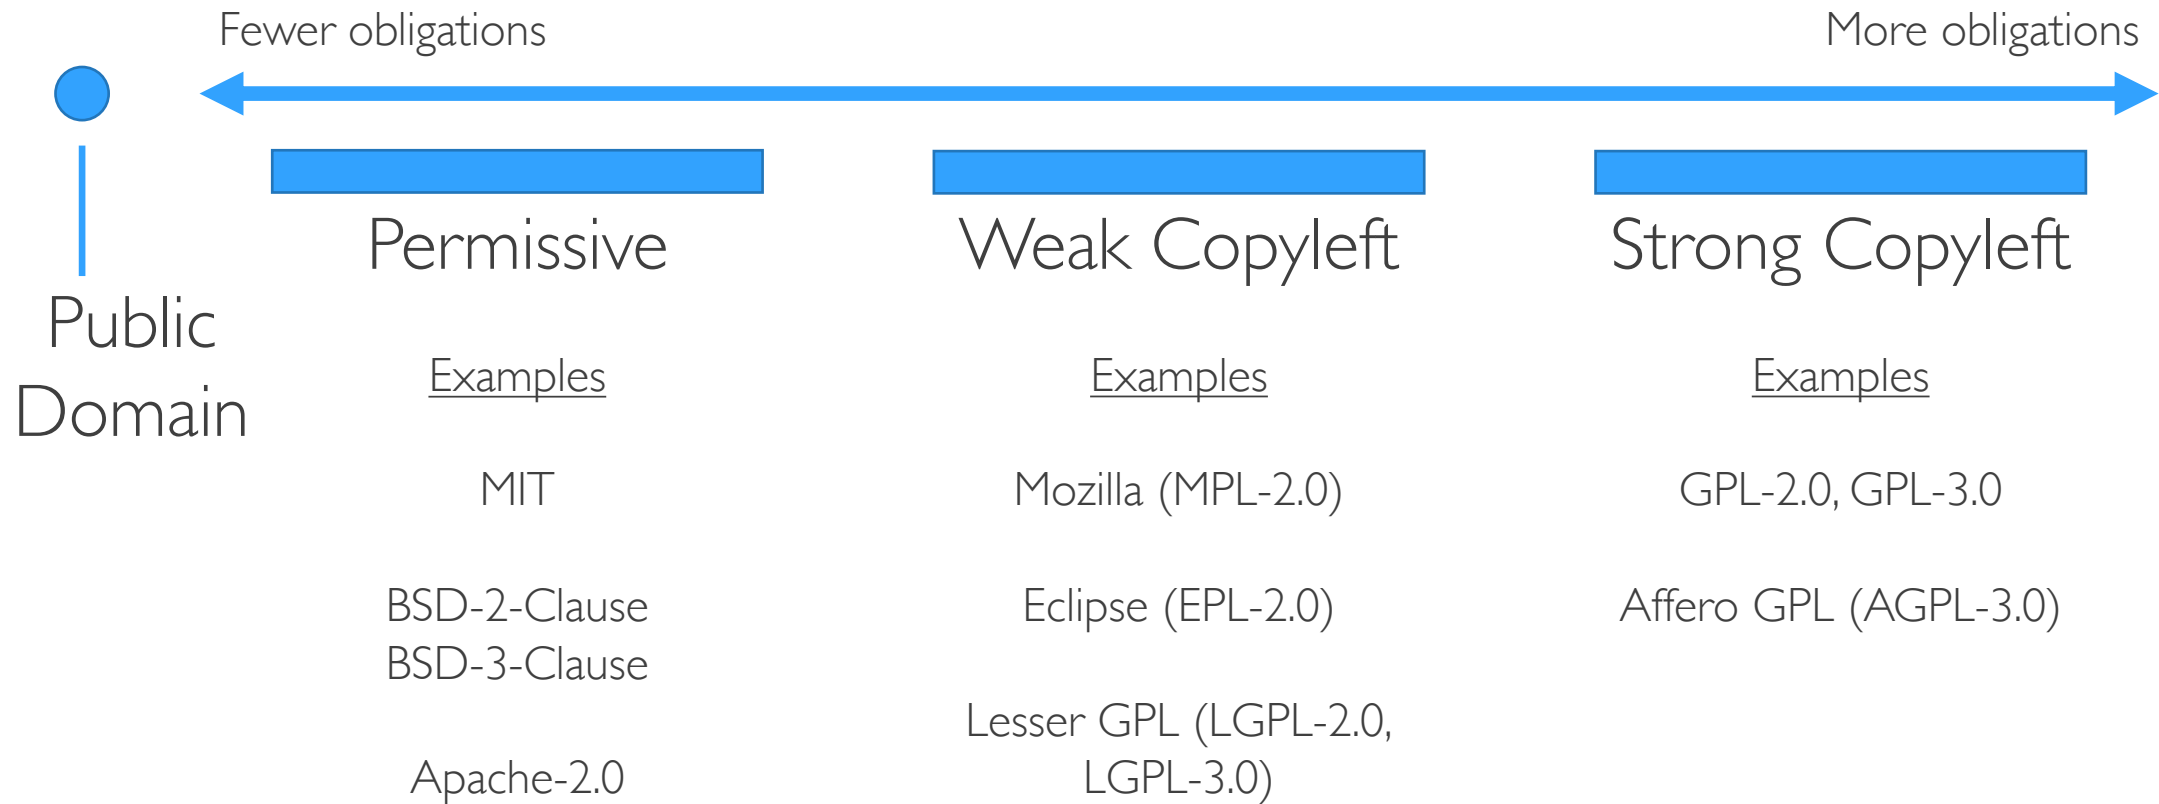 Fewer obligations
More obligations
Public
Domain
Permissive
Examples
MIT
BSD-2-Clause
BSD-3-Clause
Apache-2.0
Weak Copyleft
Examples
Mozilla (MPL-2.0)
Eclipse (EPL-2.0)
Lesser GPL (LGPL-2.0,
LGPL-3.0)
Strong Copyleft
Examples
GPL-2.0, GPL-3.0
Affero GPL (AGPL-3.0)